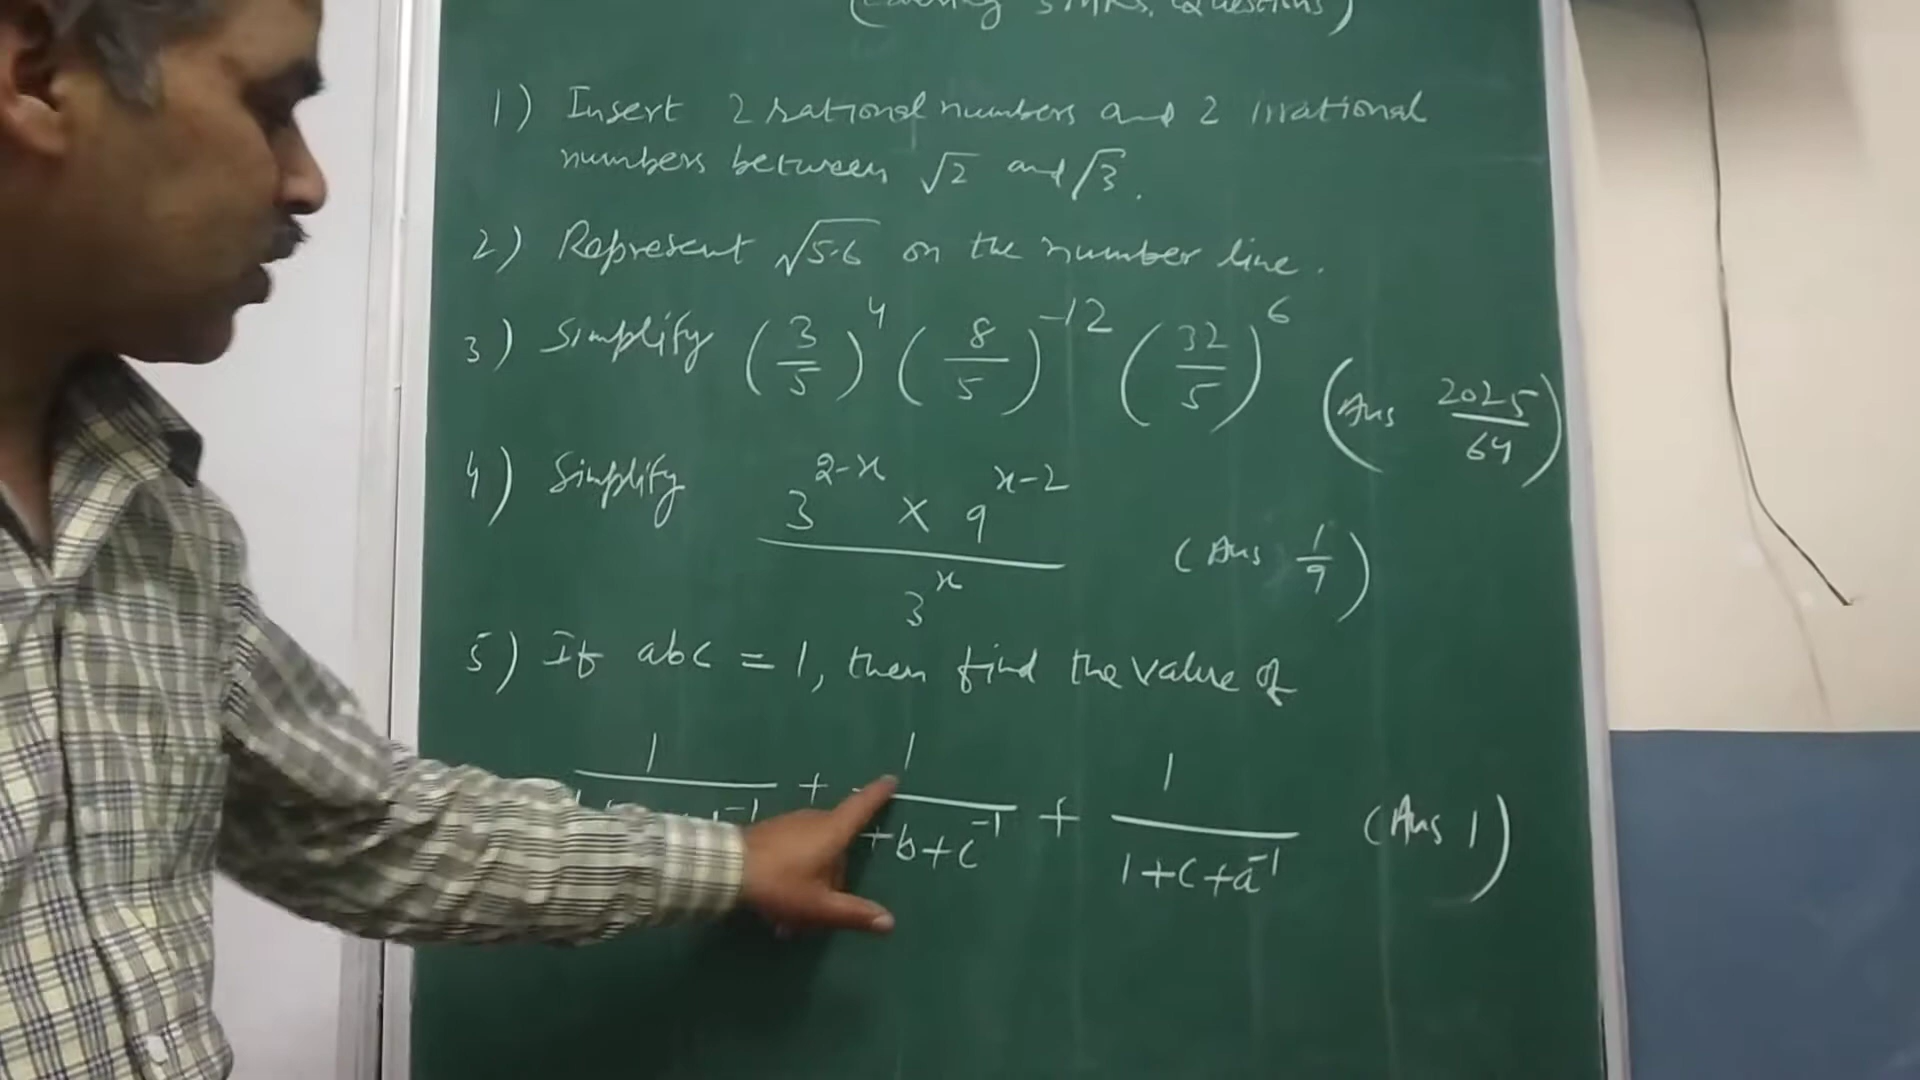 Questions)
1) Insert 2 rational numbers and 2 irrational
numbers between √2 and √3.
2) Represent √5.6 on the number line.
3) Simplify (3/5)^4 (8/5)^-12 (32/5)^6 (Ans 2025/64)
4) Simplify 3^(2-x) × 9^(x-2) / 3^x (Ans 1/9)
5) If abc = 1, then find the value of
1/ -1 + 1/ +b+c^-1 + 1/1+c+a^-1 (Ans 1)